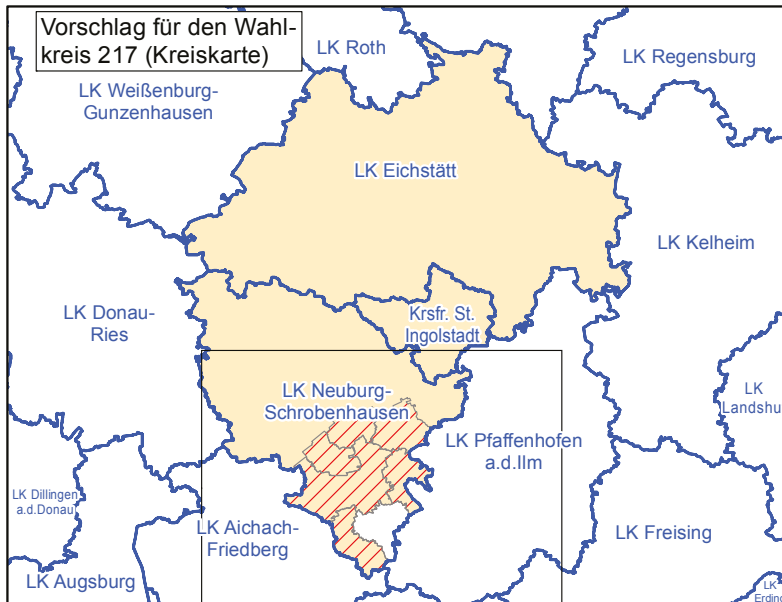 Vorschlag für den Wahl-
kreis 217 (Kreiskarte)
LK Roth
LK Regensburg
LK Weißenburg-
Gunzenhausen
LK Eichstätt
LK Kelheim
LK Donau-
Ries
Krsfr. St.
Ingolstadt
LK Neuburg-
Schrobenhausen
LK
Landshu
LK Pfaffenhofen
a.d.Ilm
LK Dillingen
a.d.Donau
LK Aichach-
Friedberg
LK Freising
LK Augsburg
LK
Erding